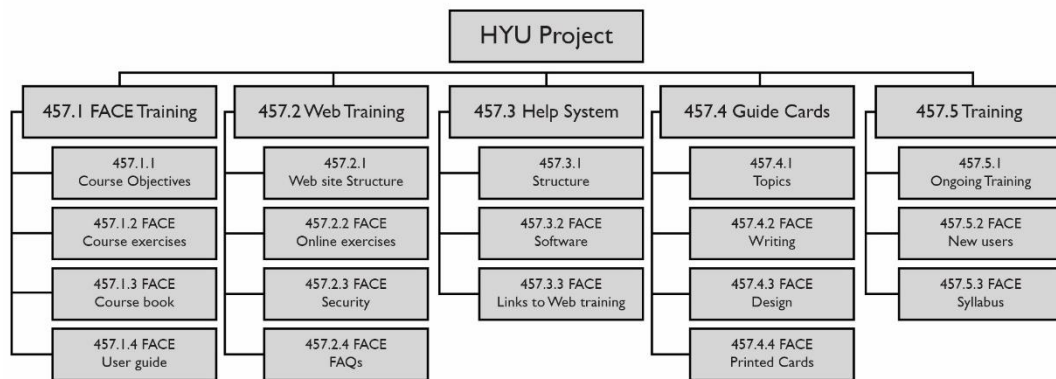 HYU Project
457.1 FACE Training
457.1.1
Course Objectives
457.1.2 FACE
Course exercises
457.1.3 FACE
Course book
457.1.4 FACE
User guide
457.2 Web Training
457.2.1
Web site Structure
457.2.2 FACE
Online exercises
457.2.3 FACE
Security
457.2.4 FACE
FAQs
457.3 Help System
457.3.1
Structure
457.3.2 FACE
Software
457.3.3 FACE
Links to Web training
457.4 Guide Cards
457.4.1
Topics
457.4.2 FACE
Writing
457.4.3 FACE
Design
457.4.4 FACE
Printed Cards
457.5 Training
457.5.1
Ongoing Training
457.5.2 FACE
New users
457.5.3 FACE
Syllabus